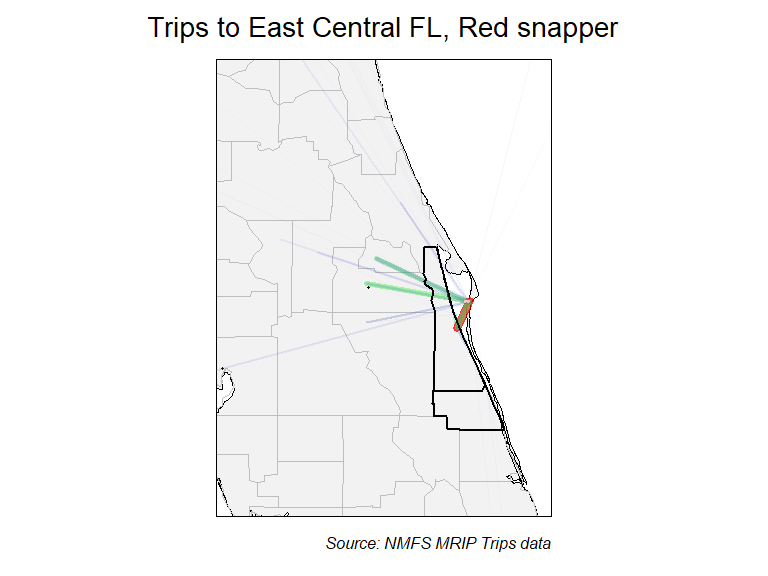 Trips to East Central FL, Red snapper
Source: NMFS MRIP Trips data